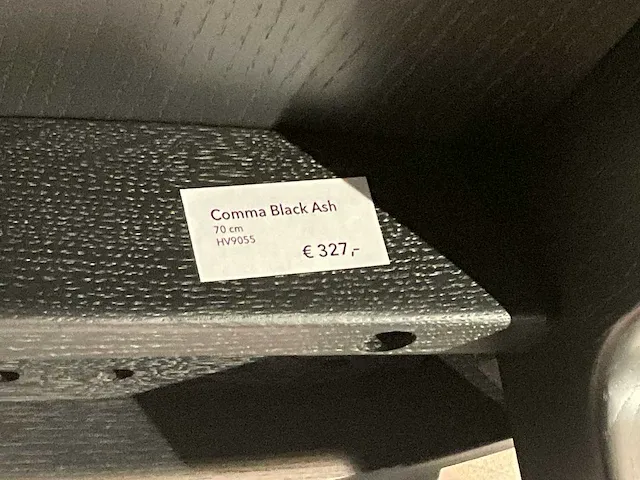 Comma Black Ash
70 cm
HV9055
€ 327,-